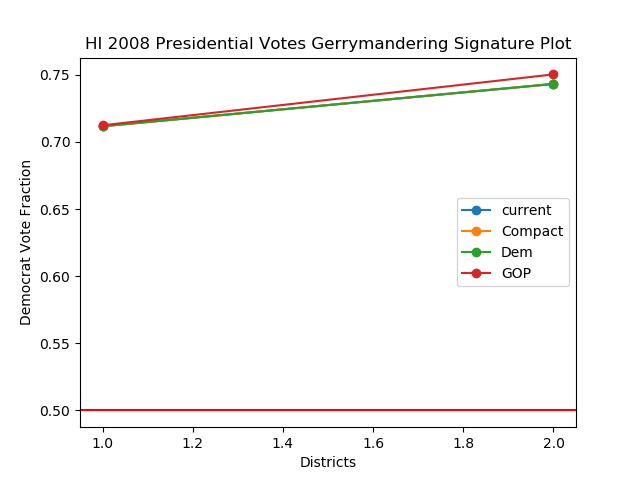 HI 2008 Presidential Votes Gerrymandering Signature Plot
0.75
0.70
0.65
0.60
0.55
0.50
Democrat Vote Fraction
current
Compact
Dem
GOP
1.0 1.2 1.4 1.6 1.8 2.0
Districts